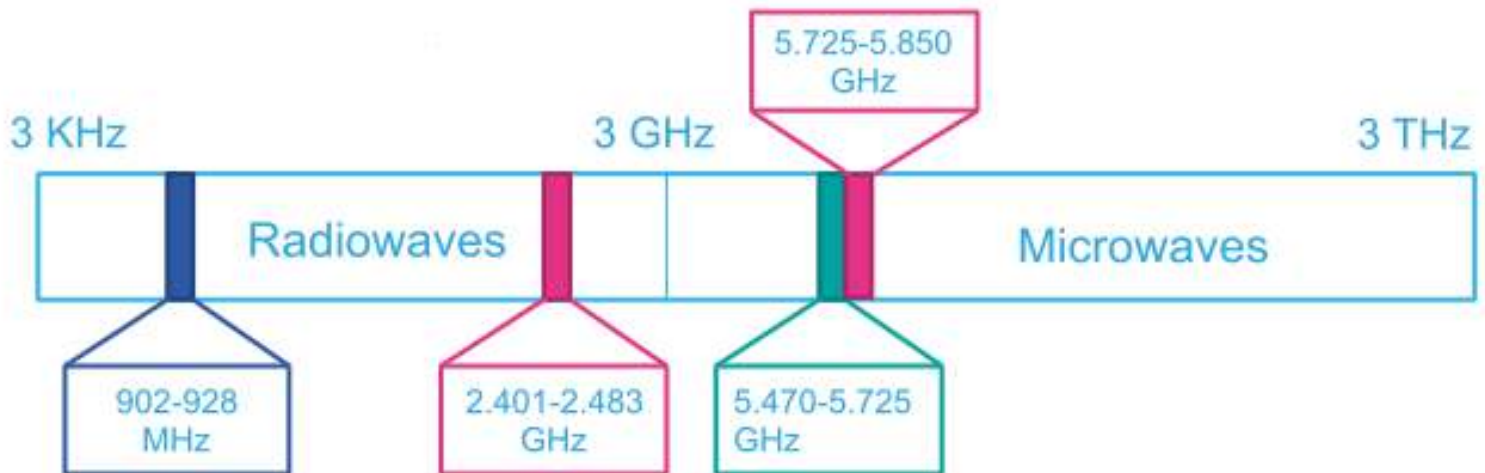 5.725-5.850
GHz
3 KHz
3 GHz
3 THz
Radiowaves
Microwaves
902-928
MHz
2.401-2.483
GHz
5.470-5.725
GHz